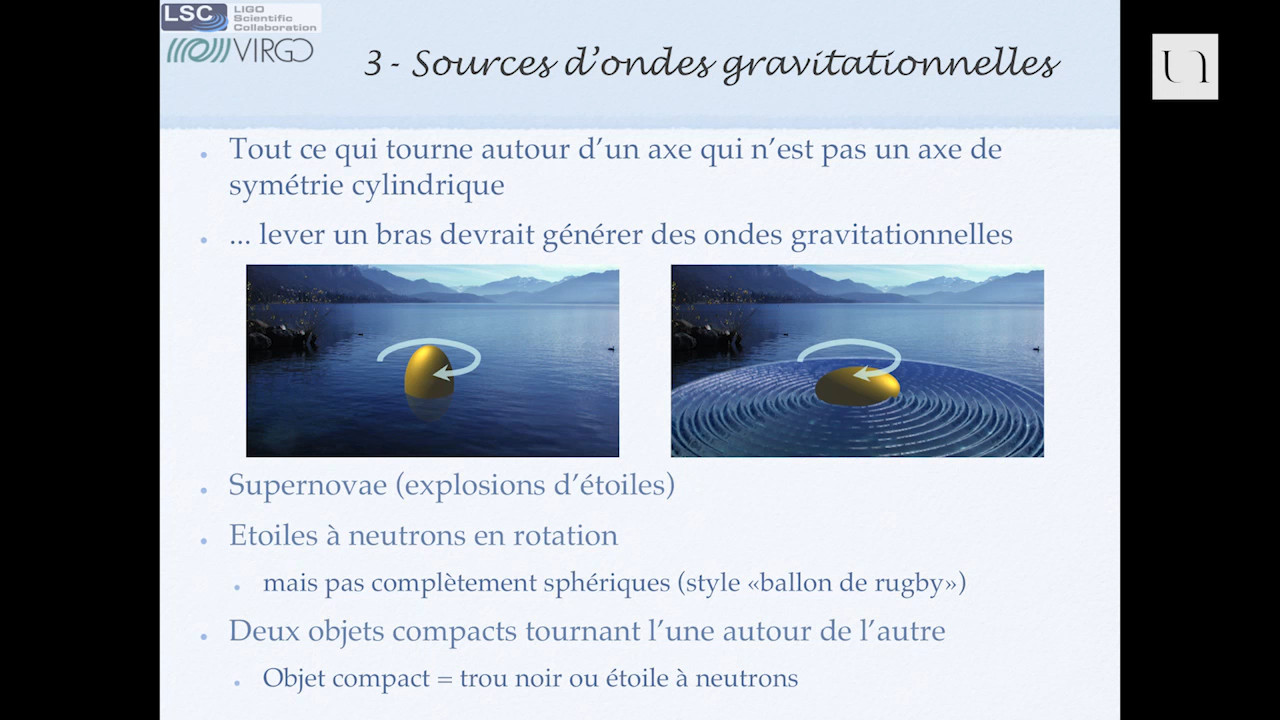 LSC
LIGO
Scientific
Collaboration
VIRGO
3- Sources d’ondes gravitationnelles
Tout ce qui tourne autour d’un axe qui n’est pas un axe de
symétrie cylindrique
... lever un bras devrait générer des ondes gravitationnelles
Supernovae (explosions d’étoiles)
Etoiles à neutrons en rotation
mais pas complètement sphériques (style «ballon de rugby»)
Deux objets compacts tournant l’une autour de l’autre
Objet compact = trou noir ou étoile à neutrons